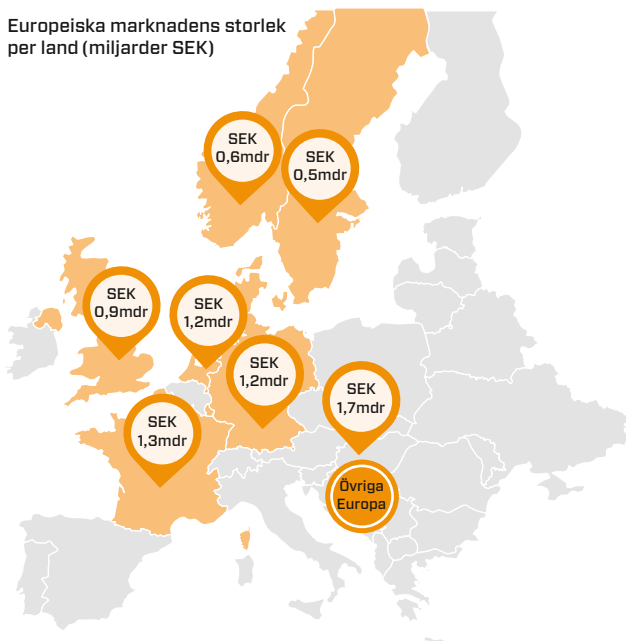 Europeiska marknadens storlek
per land (miljarder SEK)
SEK
0,6mdr
SEK
0,5mdr
SEK
0,9mdr
SEK
1,2mdr
SEK
1,2mdr
SEK
1,7mdr
SEK
1,3mdr
Övriga
Europa